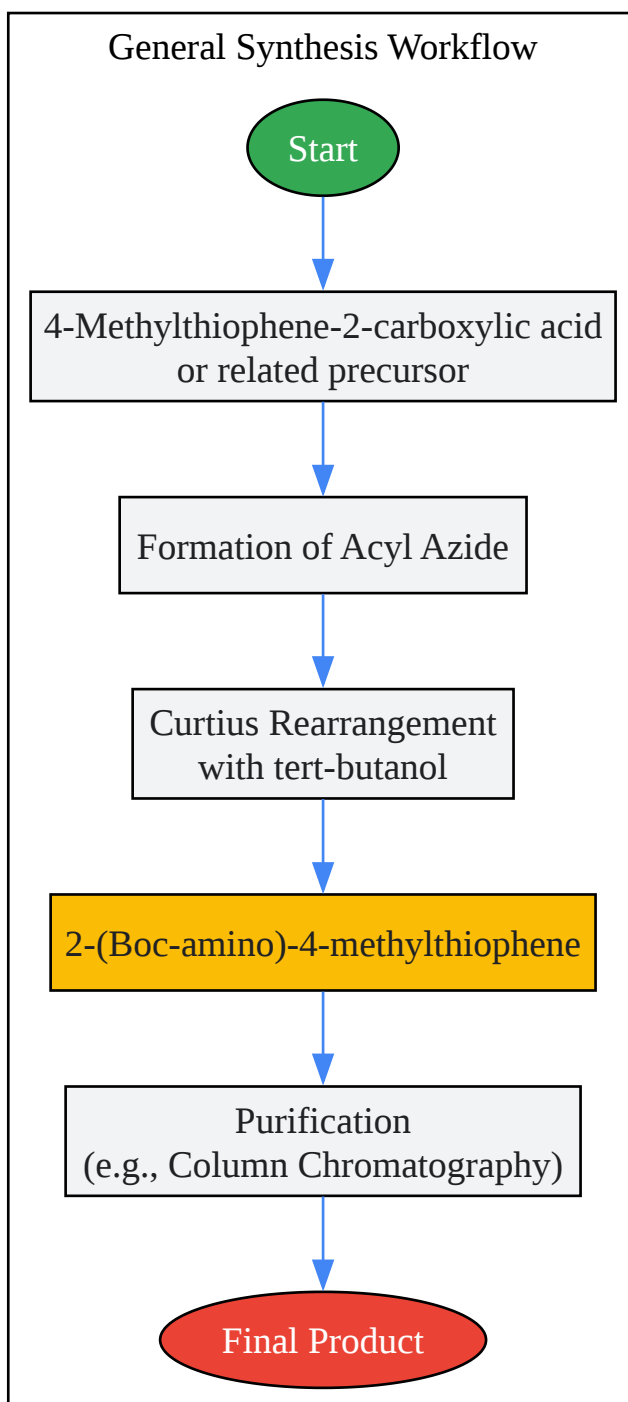 General Synthesis Workflow
Start
4-Methylthiophene-2-carboxylic acid
or related precursor
Formation of Acyl Azide
Curtius Rearrangement
with tert-butanol
2-(Boc-amino)-4-methylthiophene
Purification
(e.g., Column Chromatography)
Final Product